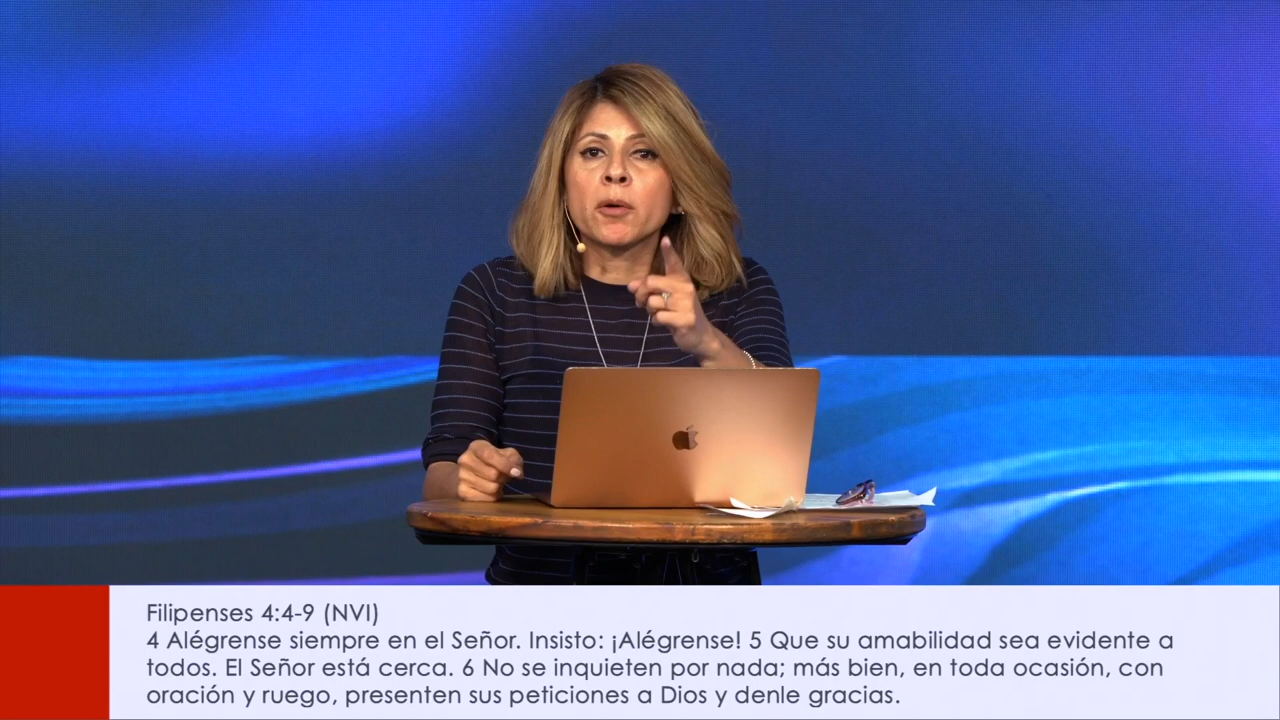 Filipenses 4:4-9 (NVI)
4 Alégrense siempre en el Señor. Insisto: ¡Alégrense! 5 Que su amabilidad sea evidente a
todos. El Señor está cerca. 6 No se inquieten por nada; más bien, en toda ocasión, con
oración y ruego, presenten sus peticiones a Dios y denle gracias.